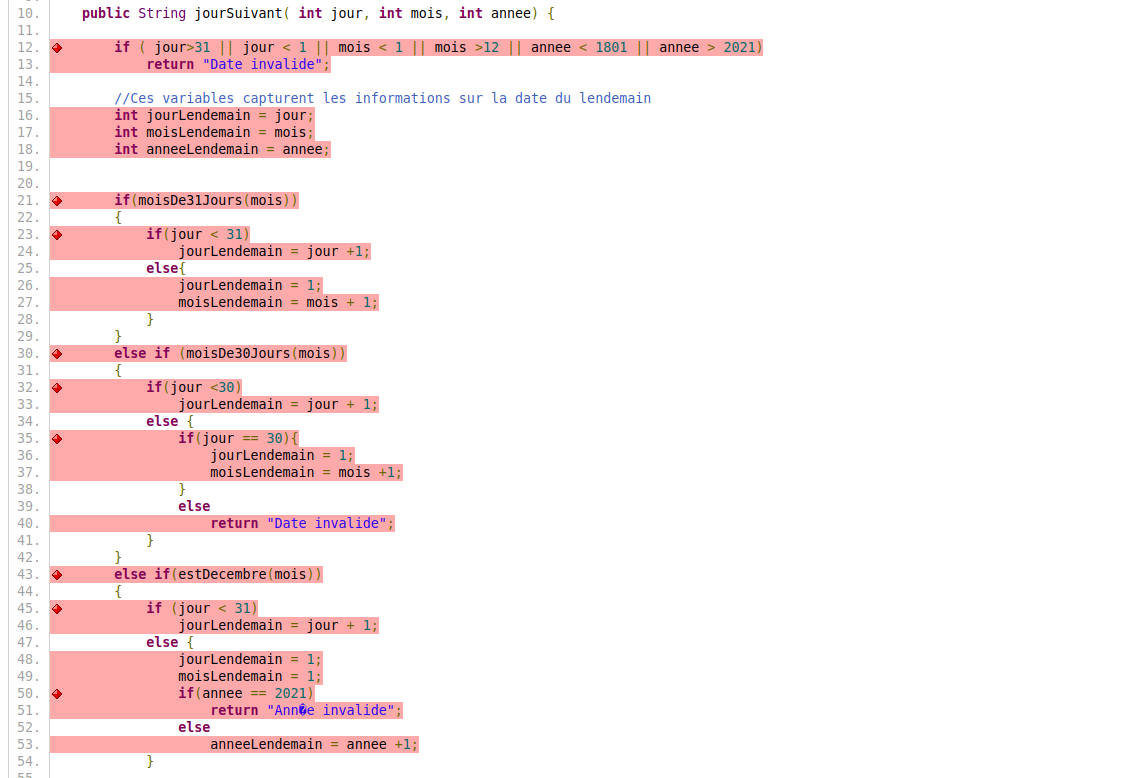 10. public String jourSuivant( int jour, int mois, int annee) {
11.
12. if ( jour>31 || jour < 1 || mois < 1 || mois >12 || annee < 1801 || annee > 2021)
13. return "Date invalide";
14.
15. //Ces variables capturent les informations sur la date du lendemain
16. int jourLendemain = jour;
17. int moisLendemain = mois;
18. int anneeLendemain = annee;
19.
20.
21. if(moisDe31Jours(mois))
22. {
23. if(jour < 31)
24. jourLendemain = jour +1;
25. else{
26. jourLendemain = 1;
27. moisLendemain = mois + 1;
28. }
29. }
30. else if (moisDe30Jours(mois))
31. {
32. if(jour <30)
33. jourLendemain = jour + 1;
34. else {
35. if(jour == 30){
36. jourLendemain = 1;
37. moisLendemain = mois +1;
38. }
39. else
40. return "Date invalide";
41. }
42. }
43. else if(estDecembre(mois))
44. {
45. if (jour < 31)
46. jourLendemain = jour + 1;
47. else {
48. jourLendemain = 1;
49. moisLendemain = 1;
50. if(annee == 2021)
51. return "Ann�e invalide";
52. else
53. anneeLendemain = annee +1;
54. }